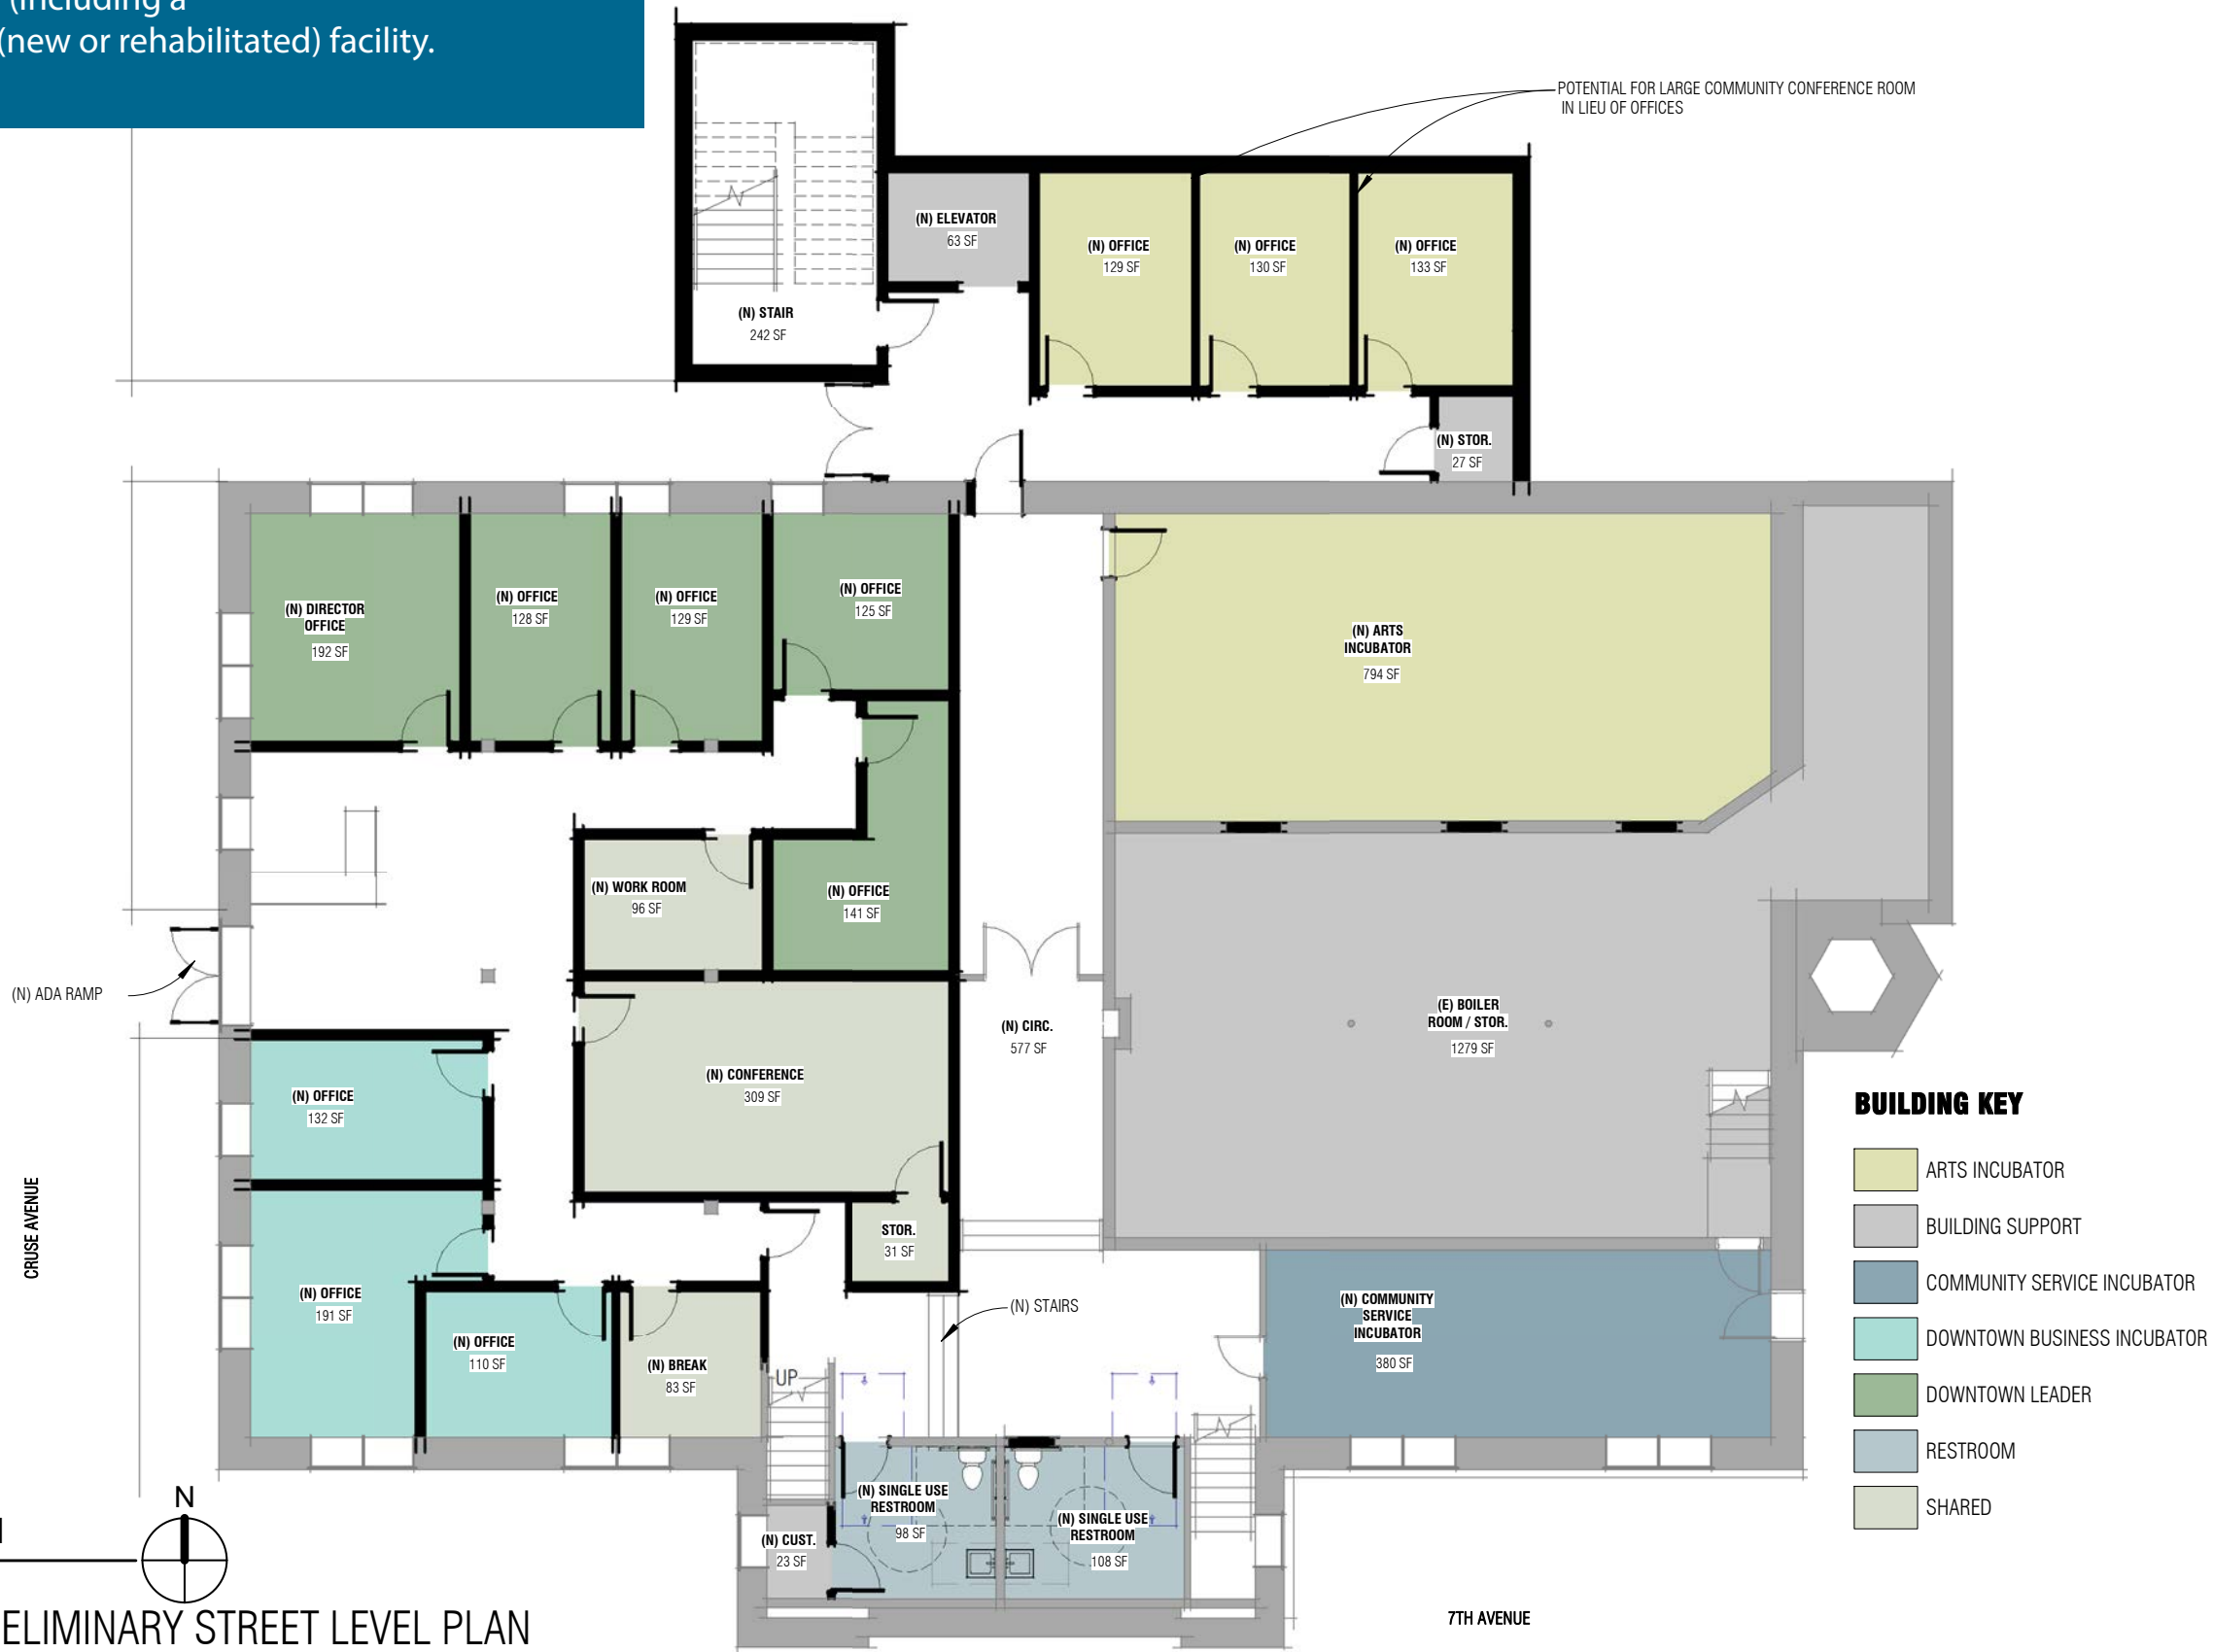 (including a
(new or rehabilitated) facility.
POTENTIAL FOR LARGE COMMUNITY CONFERENCE ROOM
IN LIEU OF OFFICES
(N) ELEVATOR
63 SF
(N) OFFICE
129 SF
(N) OFFICE
130 SF
(N) OFFICE
133 SF
(N) STAIR
242 SF
(N) STOR.
27 SF
(N) DIRECTOR
OFFICE
192 SF
(N) OFFICE
128 SF
(N) OFFICE
129 SF
(N) OFFICE
125 SF
(N) ARTS
INCUBATOR
794 SF
(N) WORK ROOM
96 SF
(N) OFFICE
141 SF
(N) ADA RAMP
(N) CIRC.
577 SF
(E) BOILER
ROOM / STOR.
1279 SF
(N) CONFERENCE
309 SF
(N) OFFICE
132 SF
CRUSE AVENUE
STOR.
31 SF
(N) OFFICE
191 SF
(N) OFFICE
110 SF
(N) BREAK
83 SF
(N) STAIRS
(N) COMMUNITY
SERVICE
INCUBATOR
380 SF
UP
(N) SINGLE USE
RESTROOM
98 SF
(N) SINGLE USE
RESTROOM
108 SF
(N) CUST.
23 SF
BUILDING KEY
ARTS INCUBATOR
BUILDING SUPPORT
COMMUNITY SERVICE INCUBATOR
DOWNTOWN BUSINESS INCUBATOR
DOWNTOWN LEADER
RESTROOM
SHARED
N
ELIMINARY STREET LEVEL PLAN
7TH AVENUE